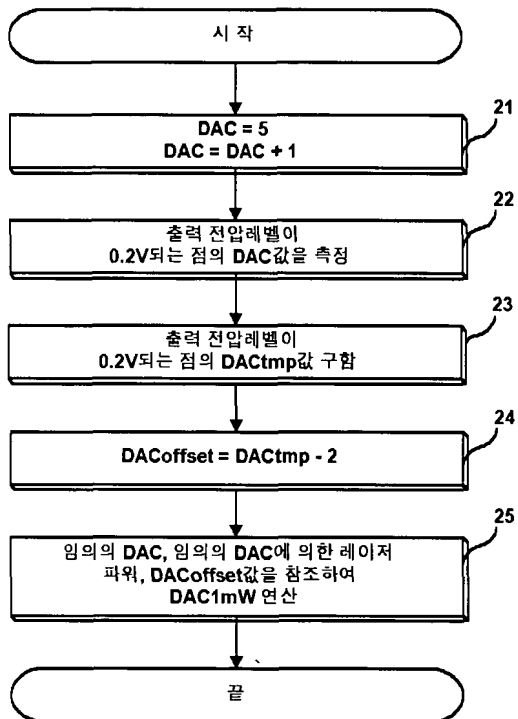 시 작
21
DAC = 5
DAC = DAC + 1
22
출력 전압레벨이
0.2V되는 점의 DAC값을 측정
23
출력 전압레벨이
0.2V되는 점의 DACtmp값 구함
24
DACoffset = DACtmp - 2
25
임의의 DAC, 임의의 DAC에 의한 레이저
파워, DACoffset값을 참조하여
DAC1mW 연산
끝